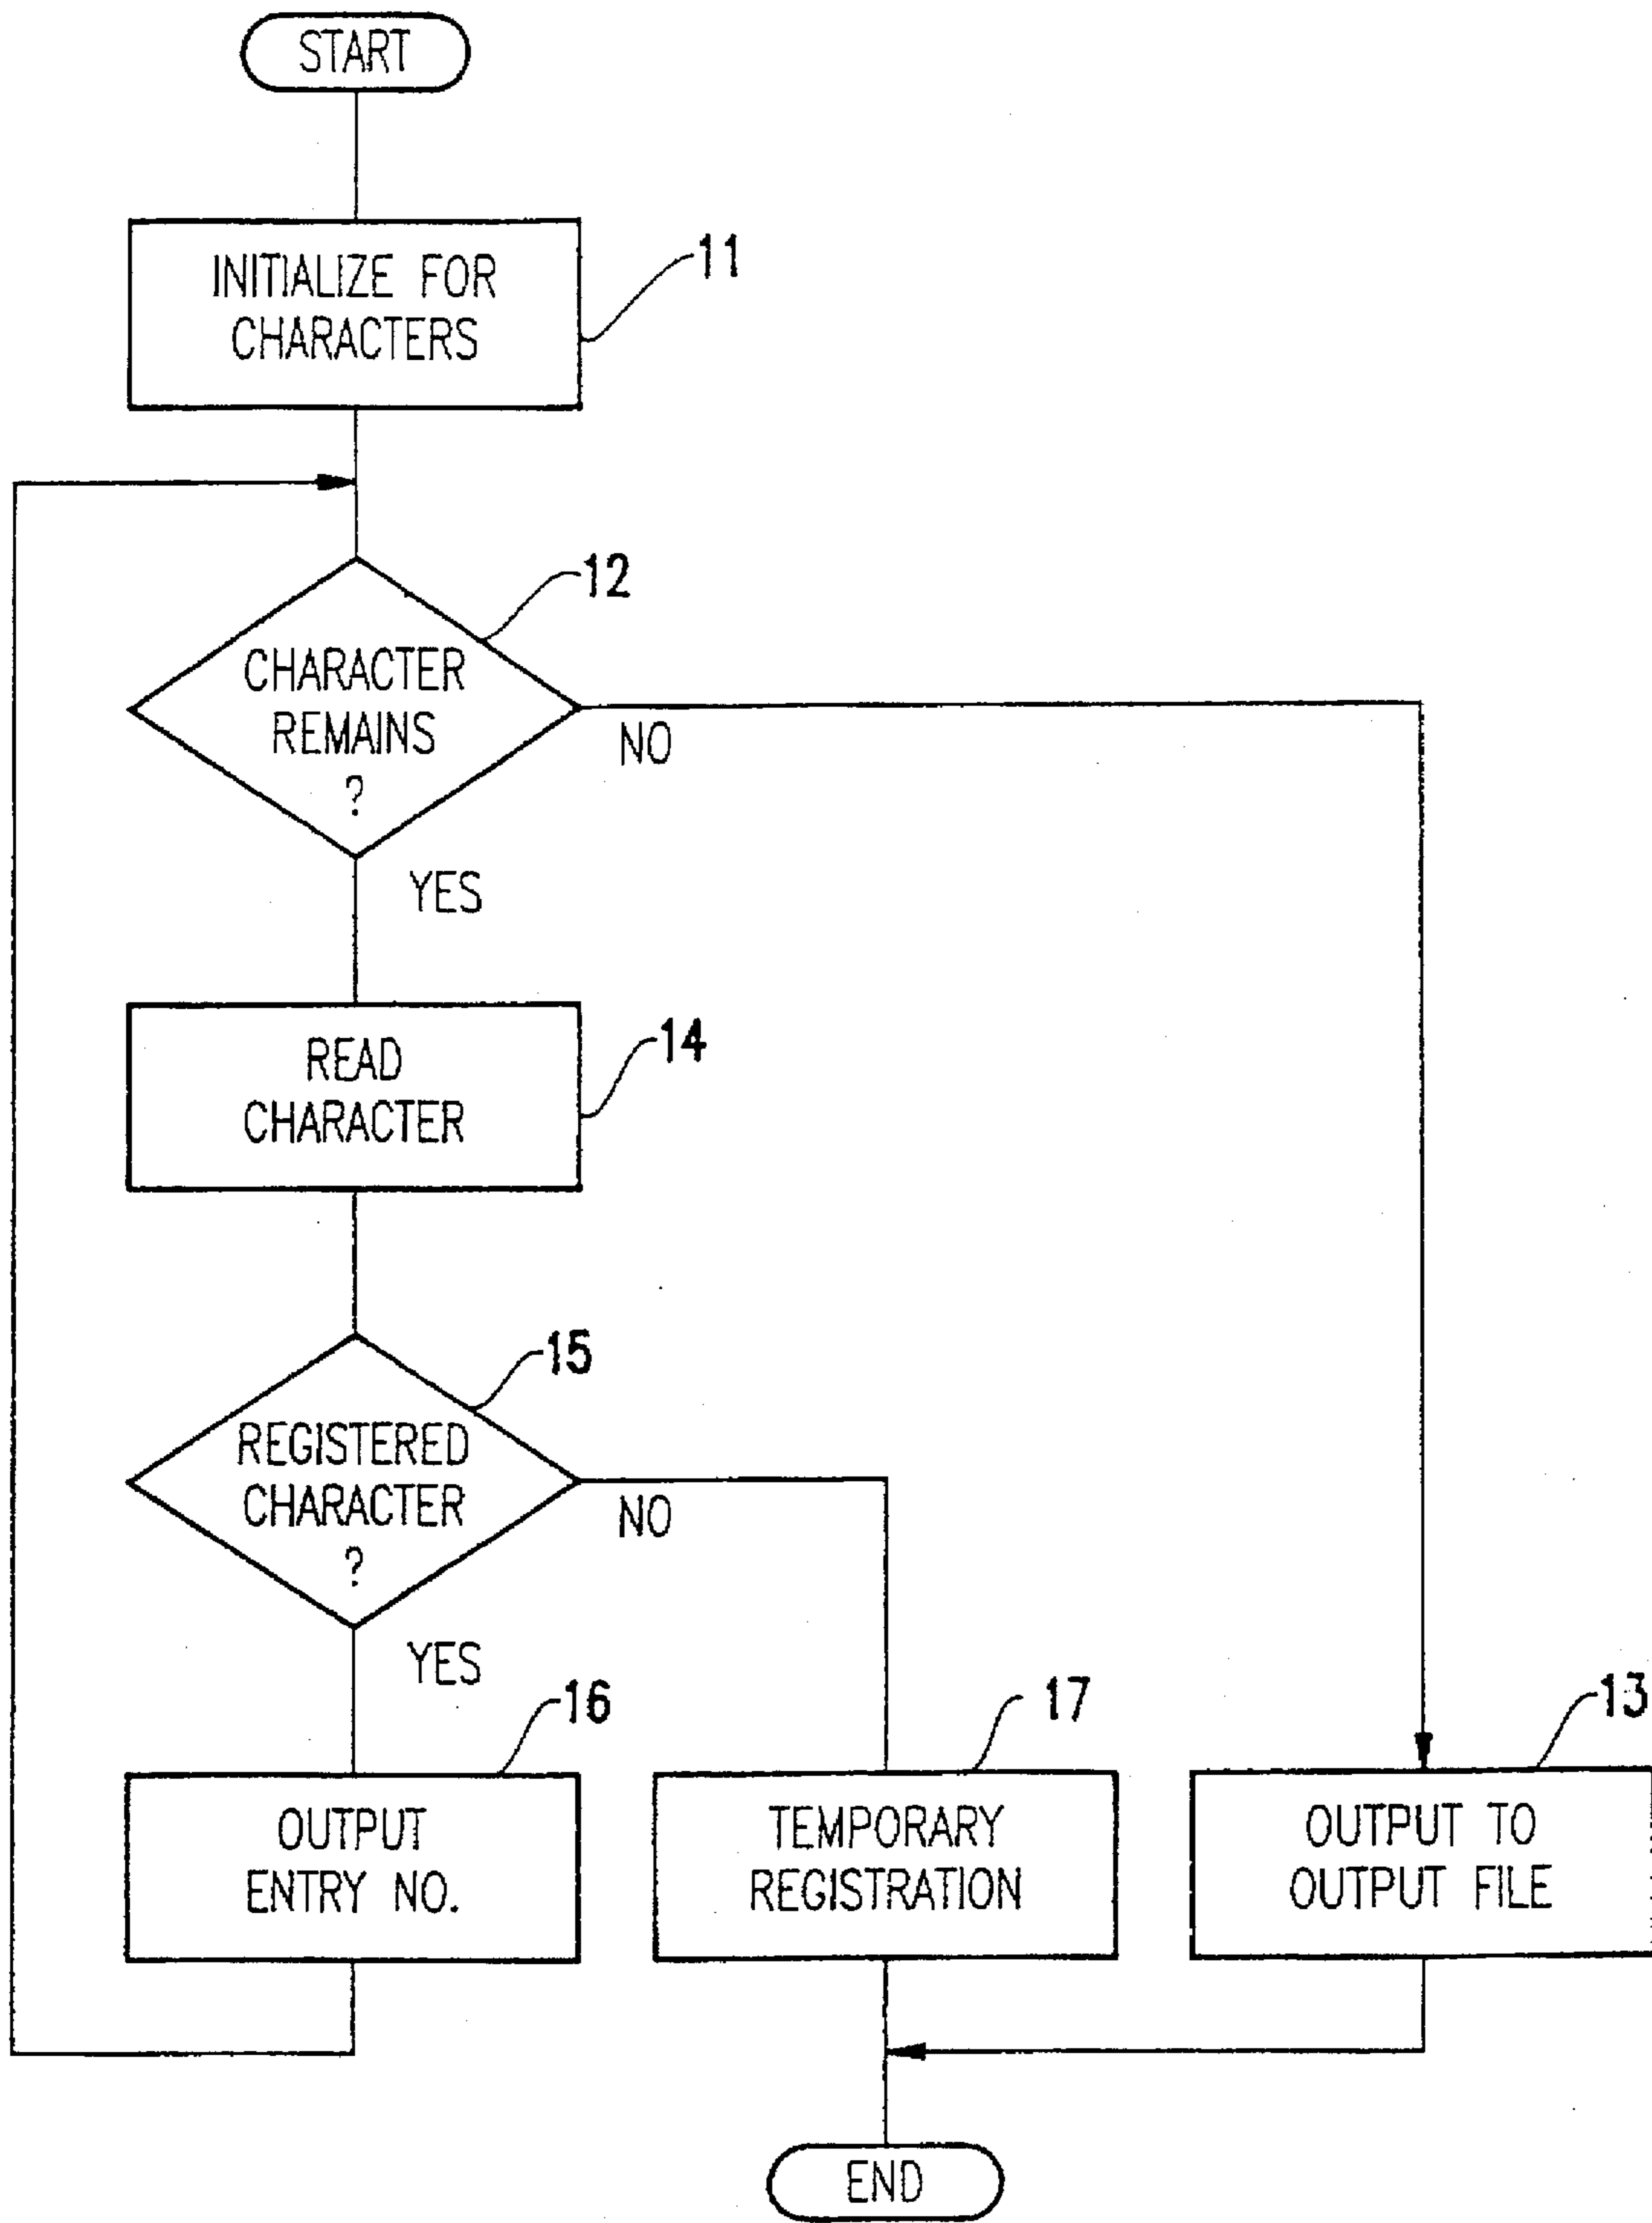 START
INITIALIZE FOR
CHARACTERS
11
12
CHARACTER
REMAINS
?
NO
YES
READ
CHARACTER
14
15
REGISTERED
CHARACTER
?
NO
YES
16
OUTPUT
ENTRY NO.
17
TEMPORARY
REGISTRATION
13
OUTPUT TO
OUTPUT FILE
END